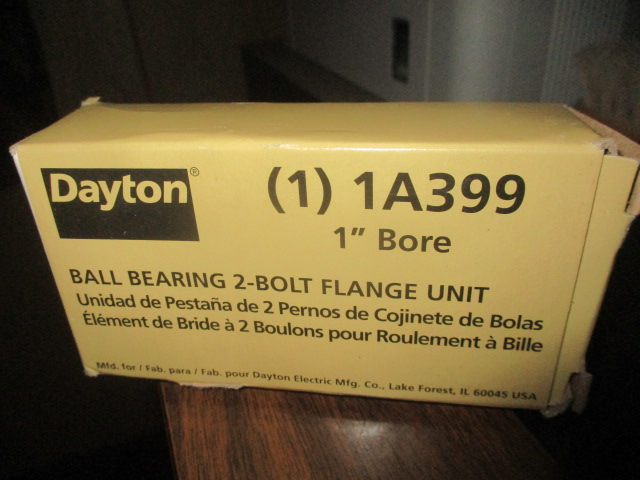 Dayton®
(1) 1A399
1” Bore
BALL BEARING 2-BOLT FLANGE UNIT
Unidad de Pestaña de 2 Pernos de Cojinete de Bolas
Élément de Bride à 2 Boulons pour Roulement à Bille
Mfd. for / Fab. para / Fab. pour Dayton Electric Mfg. Co., Lake Forest, IL 60045 USA